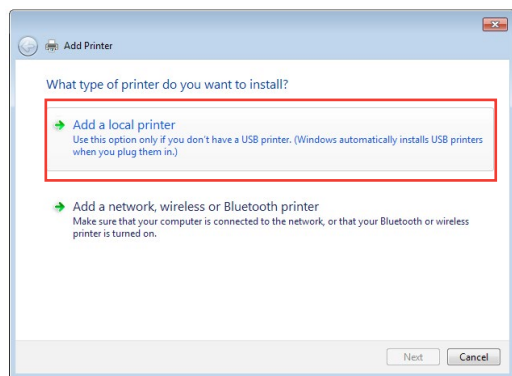 Add Printer
What type of printer do you want to install?
Add a local printer
Use this option only if you don't have a USB printer. (Windows automatically installs USB printers
when you plug them in.)
Add a network, wireless or Bluetooth printer
Make sure that your computer is connected to the network, or that your Bluetooth or wireless
printer is turned on.
Next Cancel